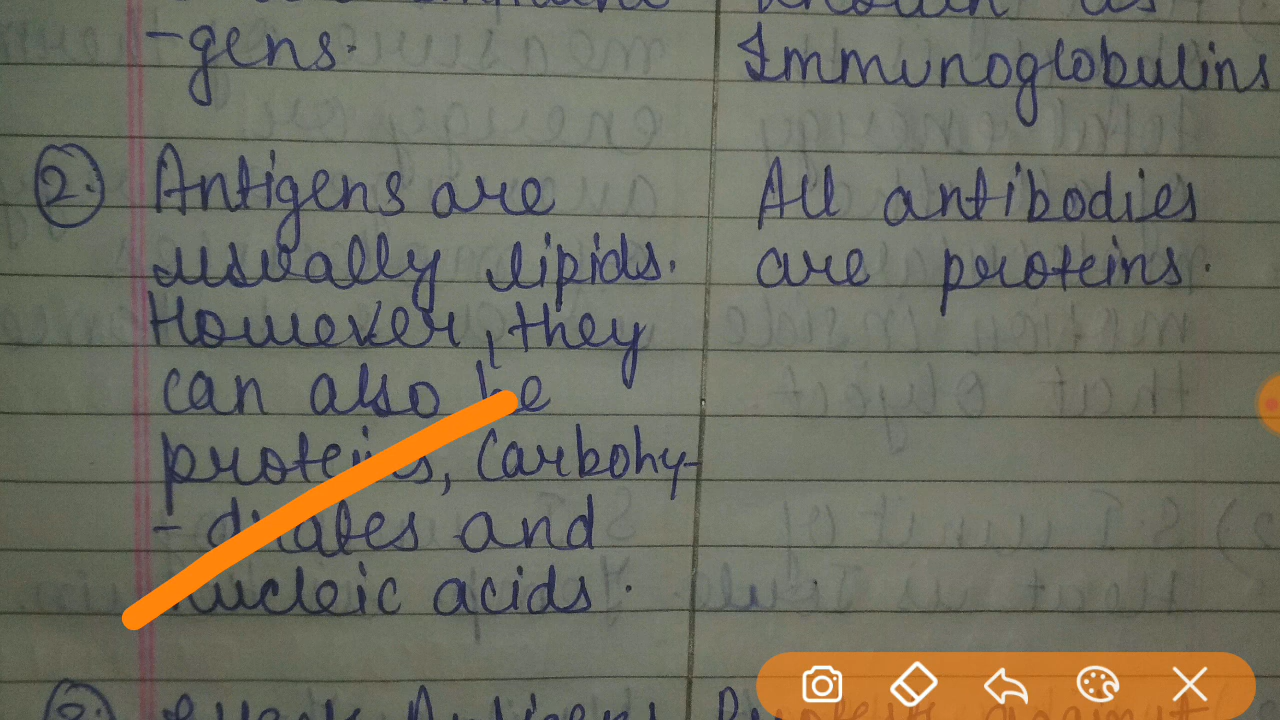 -gens.
Immunoglobulins
2. Antigens are
usually lipids.
However, they
can also be
proteins, Carbohy-
- drates and
nucleic acids.
All antibodies
are proteins.